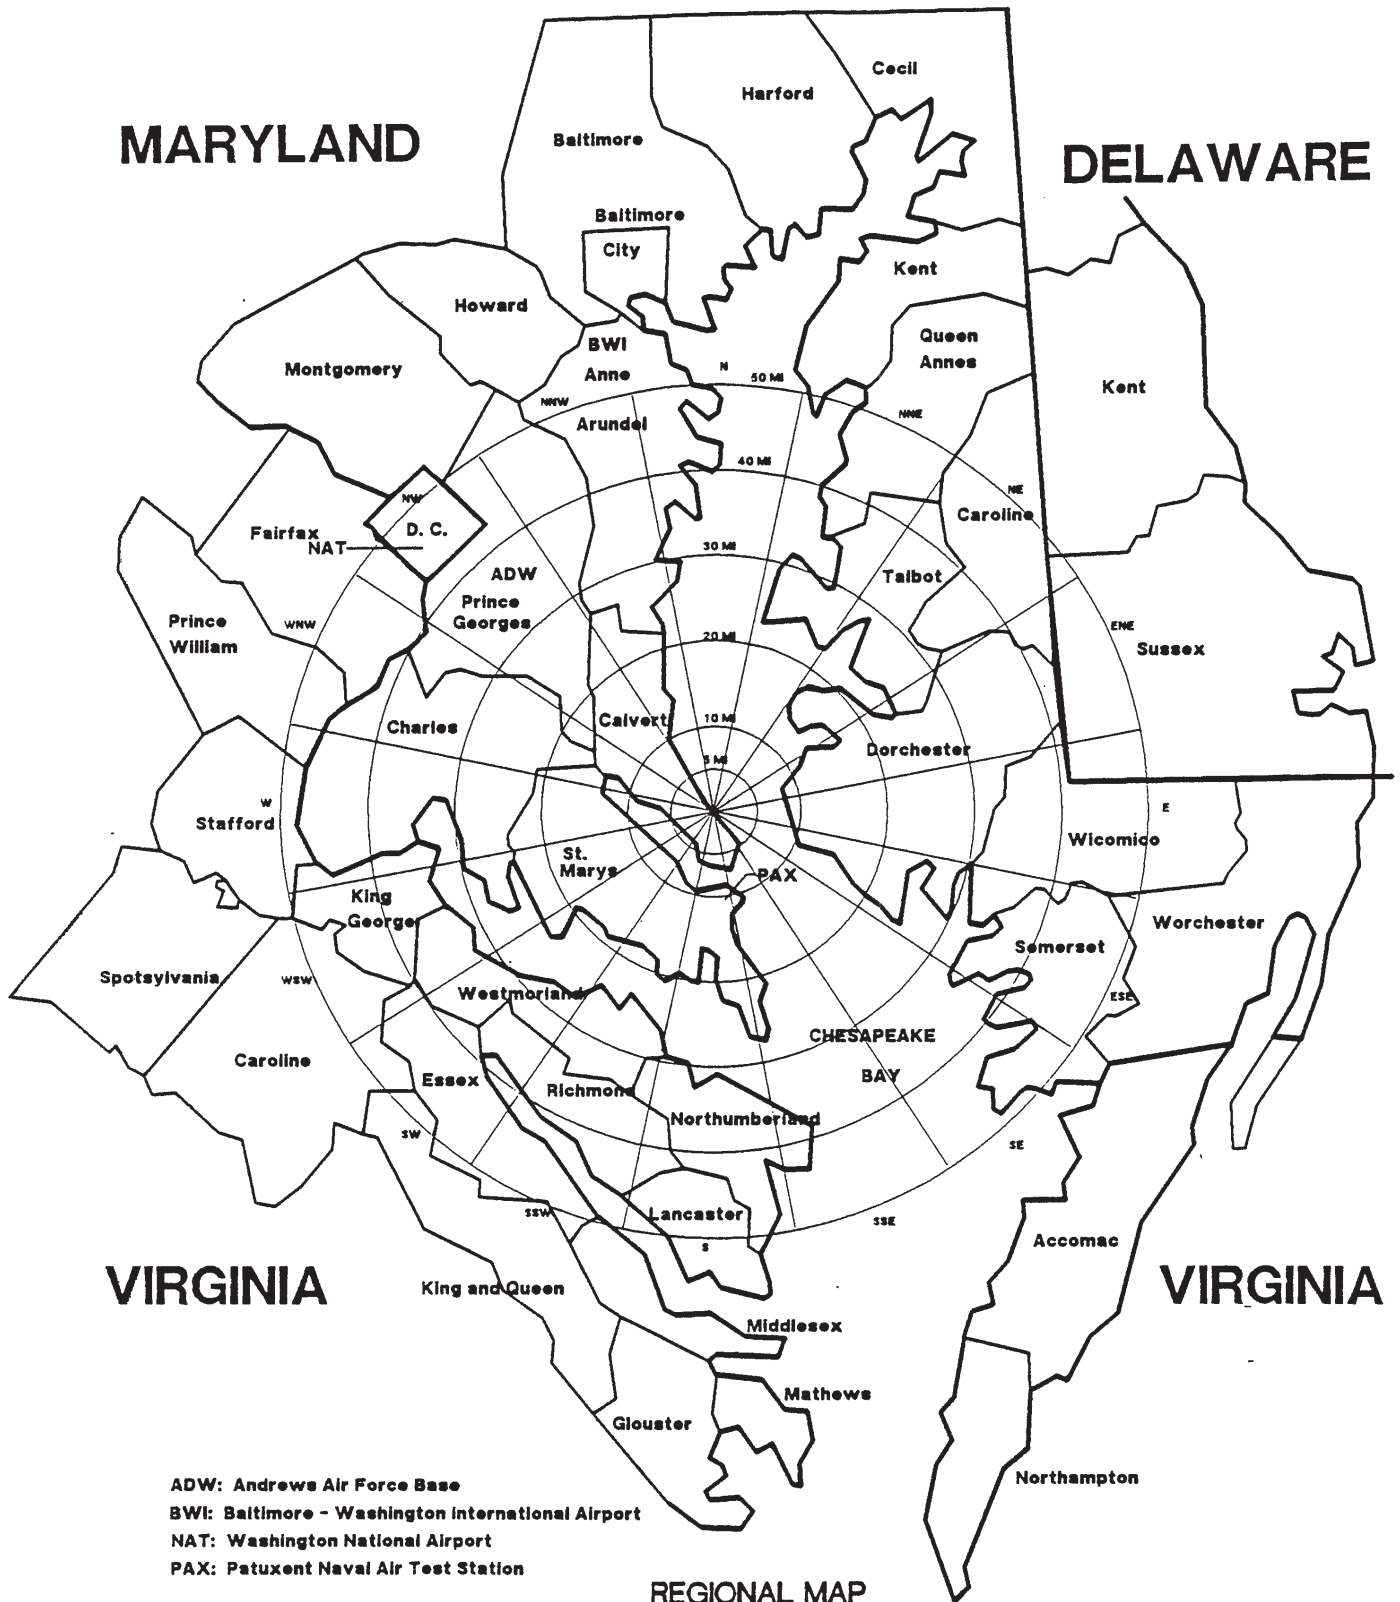 Cecil
Harford
MARYLAND
Baltimore
DELAWARE
Baltimore
City
Kent
Howard
Queen
Annes
BWI
Montgomery
Anne
N
50 MI
Kent
NNW
NNE
Arundel
40 MI
NW
NE
Caroline
Fairfax
D. C.
NAT
30 MI
ADW
Talbot
Prince
Georges
Prince
William
WNW
ENE
20 MI
Sussex
Charles
Calvert
10 MI
Dorchester
5 MI
W
E
Stafford
Wicomico
St.
Marys
PAX
King
George
Worchester
Somerset
Spotsylvania
WSW
Westmorland
ESE
CHESAPEAKE
BAY
Caroline
Essex
Richmond
Northumberland
SW
SE
SSW
Lancaster
SSE
S
Accomac
VIRGINIA
VIRGINIA
King and Queen
Middlesex
Mathews
Glouster
Northampton
ADW: Andrews Air Force Base
BWI: Baltimore - Washington International Airport
NAT: Washington National Airport
PAX: Patuxent Naval Air Test Station
REGIONAL MAP